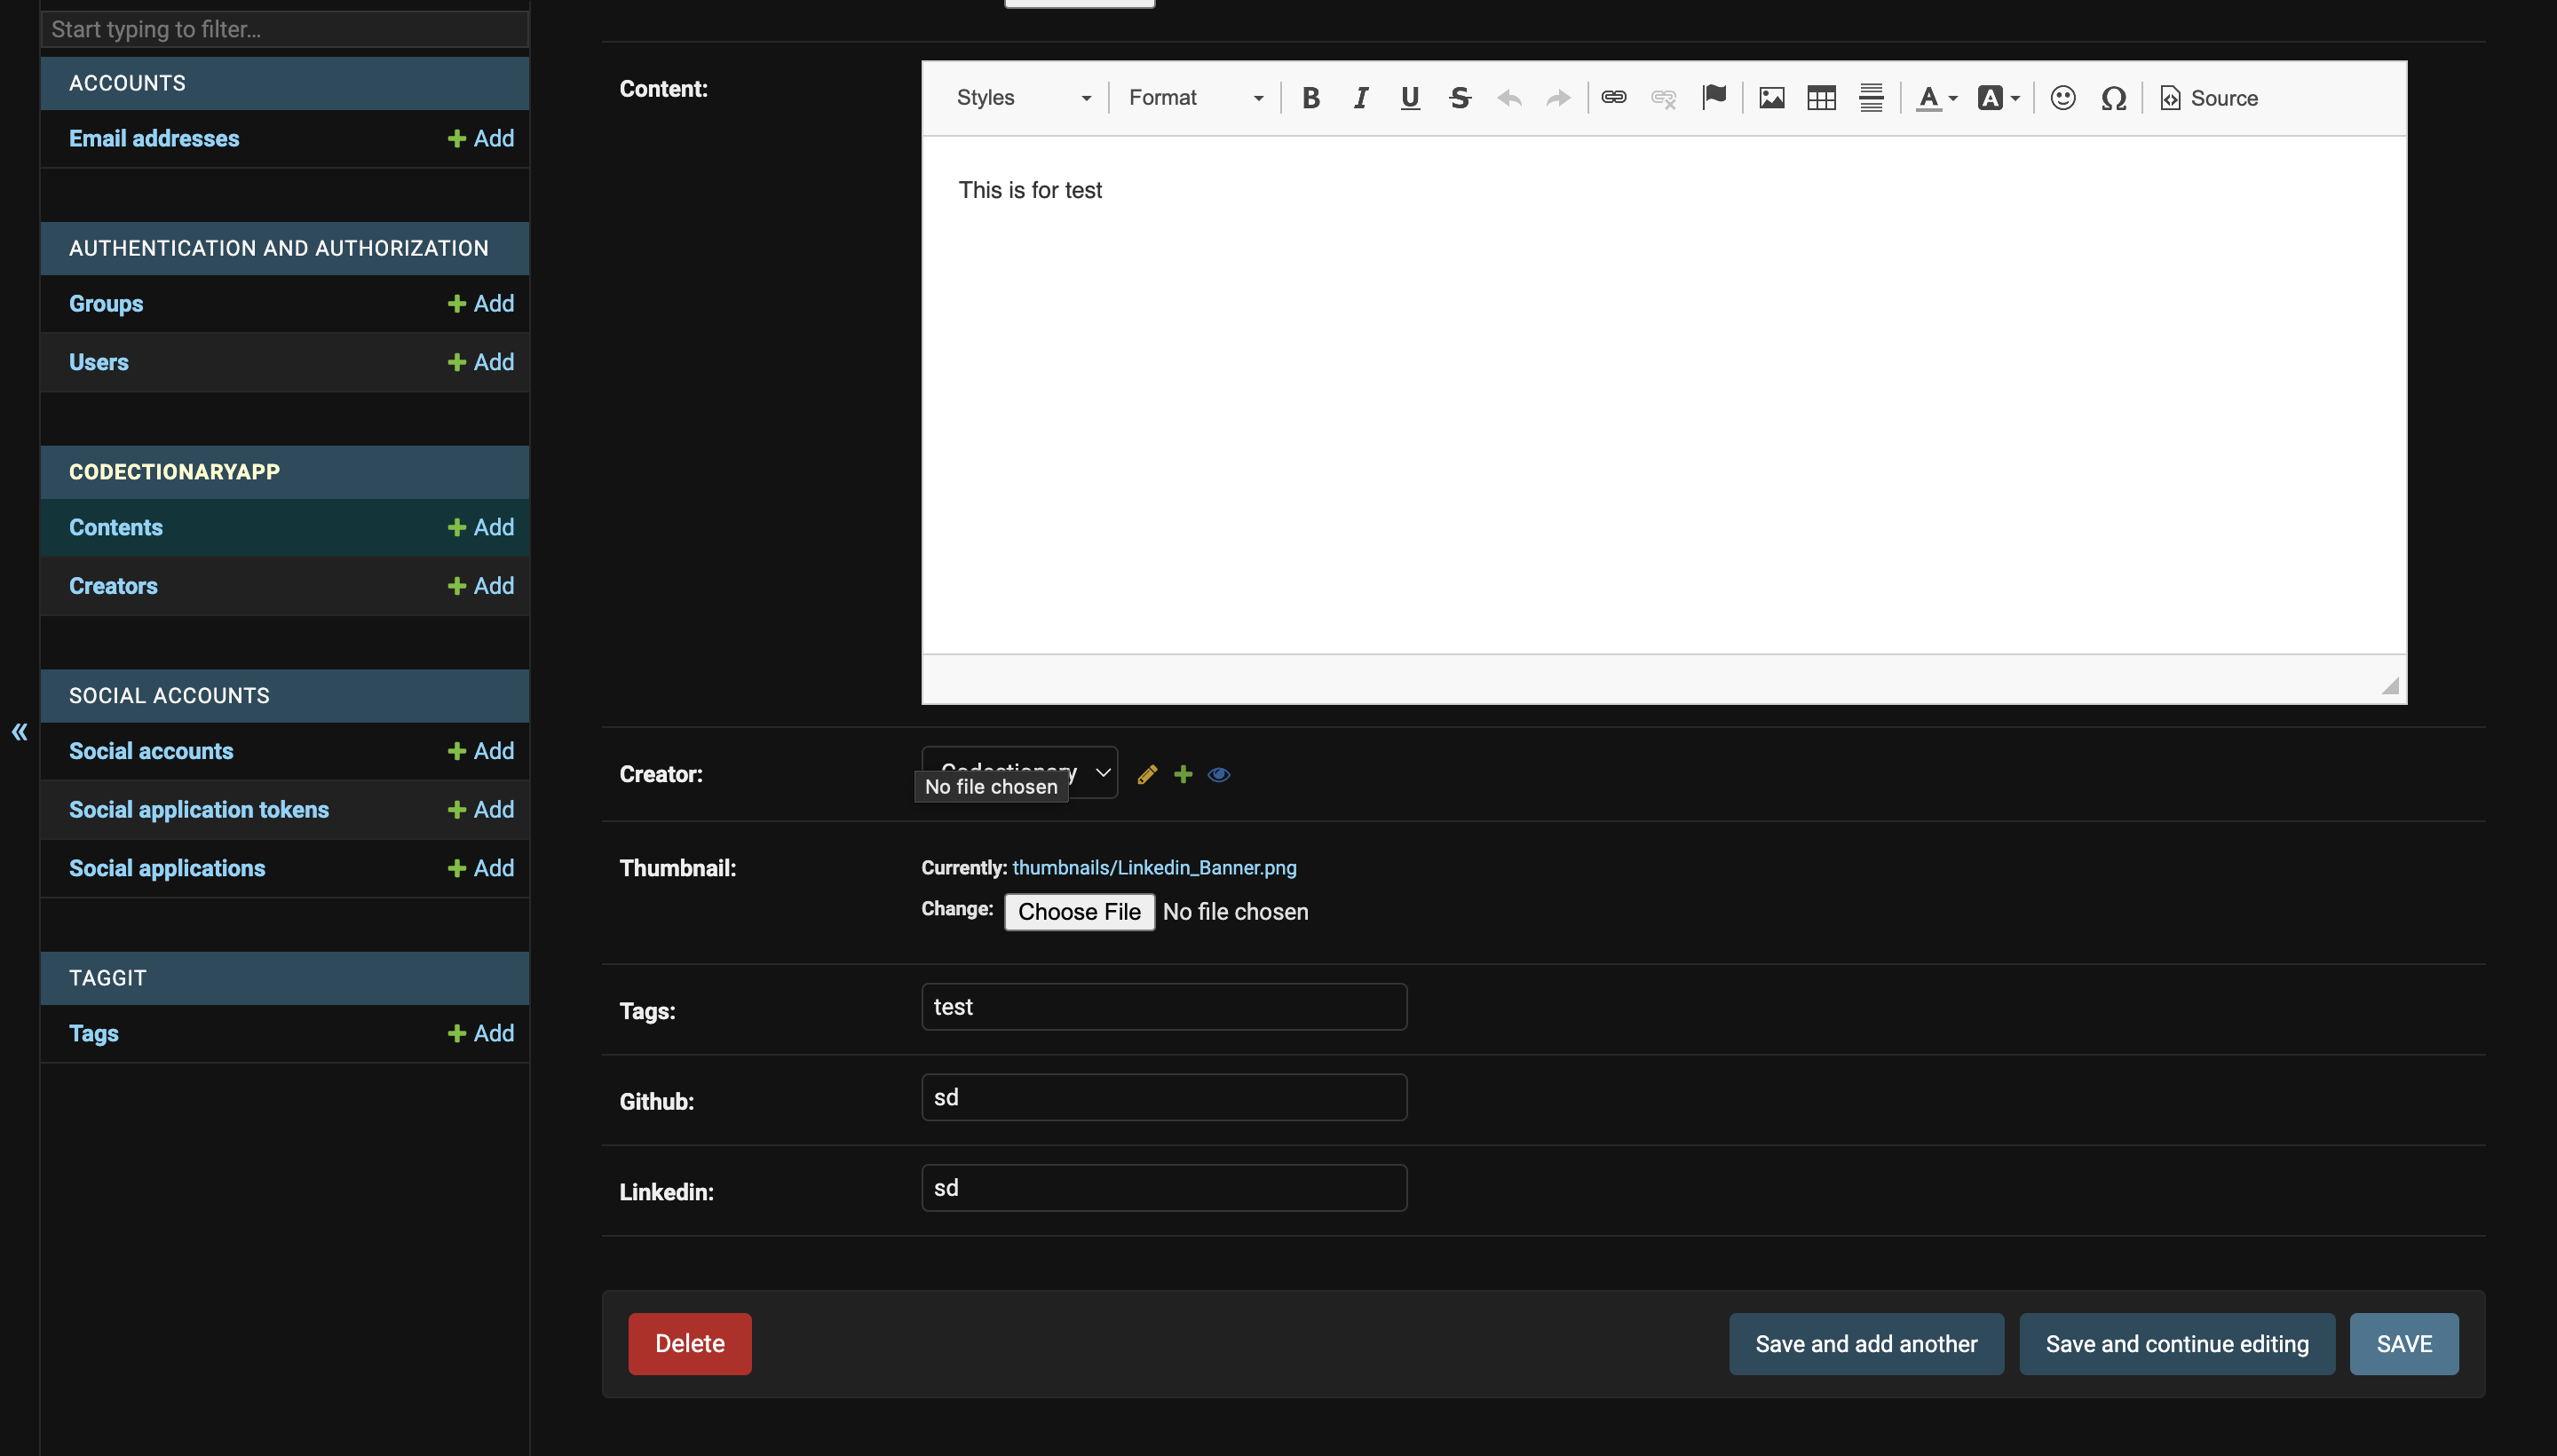 Start typing to filter...
ACCOUNTS
Email addresses + Add
AUTHENTICATION AND AUTHORIZATION
Groups + Add
Users + Add
CODECTIONARYAPP
Contents + Add
Creators + Add
SOCIAL ACCOUNTS
«
Social accounts + Add
Social application tokens + Add
Social applications + Add
TAGGIT
Tags + Add
Content:
Styles Format B I U S A A Ω Source
This is for test
Creator:
No file chosen
Thumbnail:
Currently: thumbnails/Linkedin_Banner.png
Change: Choose File No file chosen
Tags: test
Github: sd
Linkedin: sd
Delete Save and add another Save and continue editing SAVE